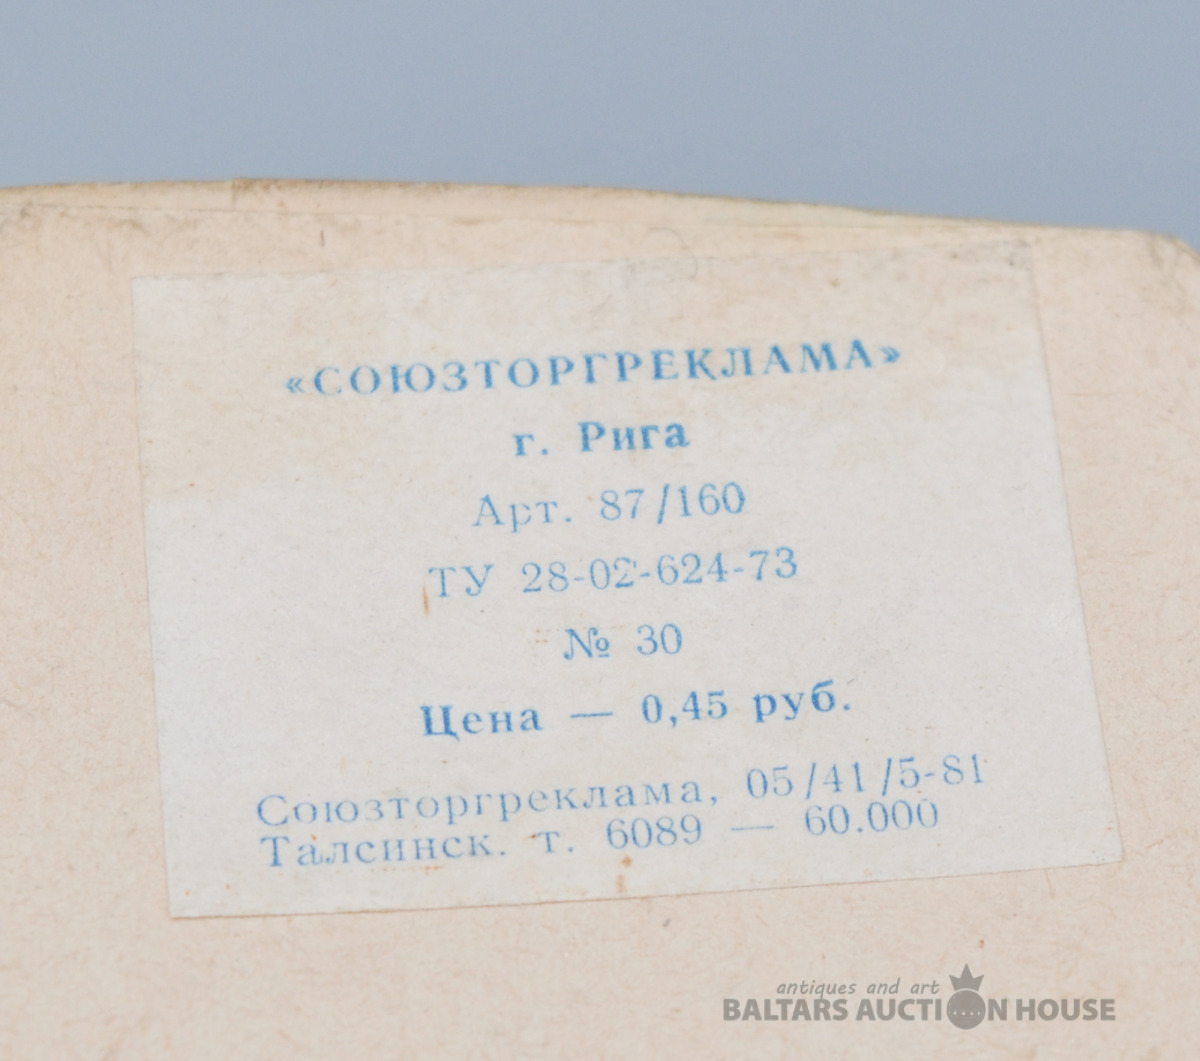 «СОЮЗТОРГРЕКЛАМА»
г. Рига
Арт. 87/160
ТУ 28-02-624-73
№ 30
Цена — 0,45 руб.
Союзторгреклама, 05/41/5-81
Талсинск. т. 6089 — 60.000
antiques and art
BALTARS AUCTION HOUSE